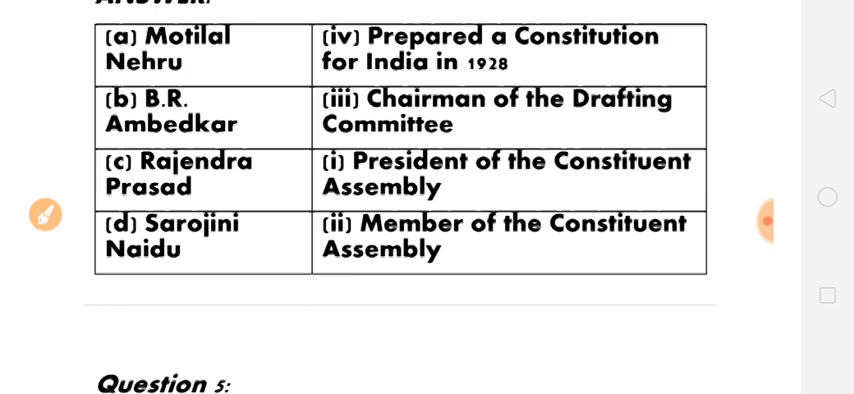 ANSWER:
(a) Motilal
Nehru
(iv) Prepared a Constitution
for India in 1928
(b) B.R.
Ambedkar
(iii) Chairman of the Drafting
Committee
(c) Rajendra
Prasad
(i) President of the Constituent
Assembly
(d) Sarojini
Naidu
(ii) Member of the Constituent
Assembly
Question 5: